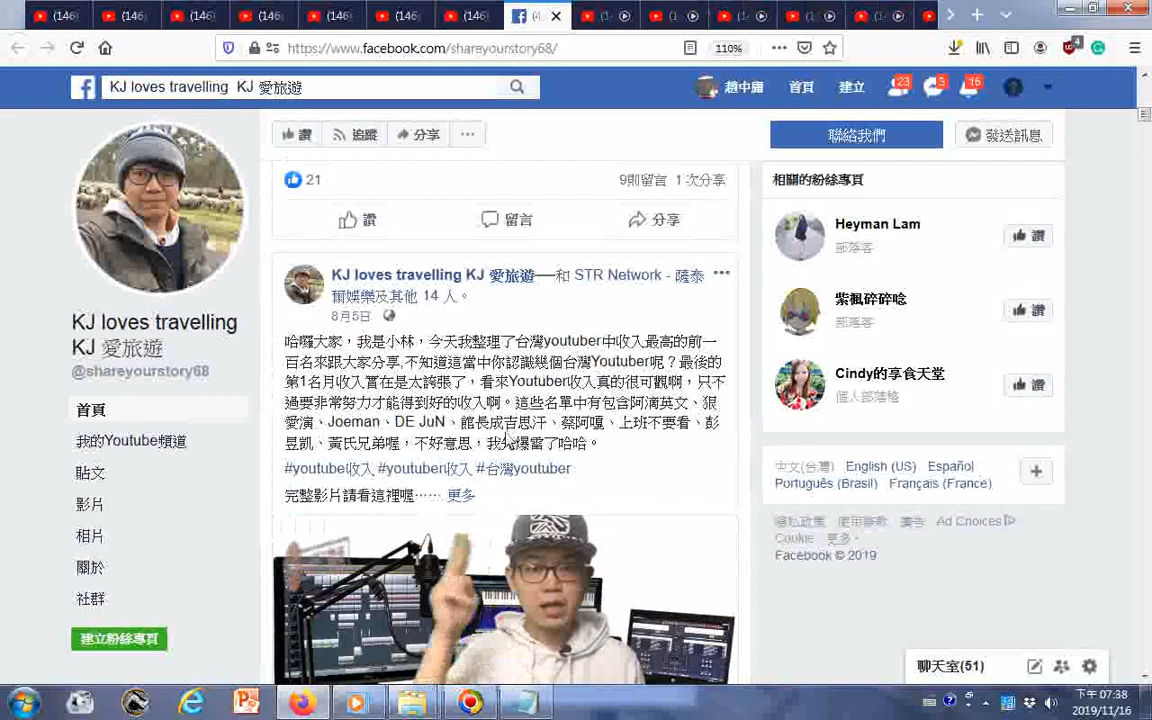 (146
(146
(146
(146
(146
(146
(146
https://www.facebook.com/shareyourstory68/
110%
KJ loves travelling KJ 愛旅遊
趙中庸
首頁
建立
23
3
16
讚
追蹤
分享
聯絡我們
發送訊息
21
9則留言 1 次分享
讚
留言
分享
KJ loves travelling
KJ 愛旅遊
@shareyourstory68
首頁
我的Youtube頻道
貼文
影片
相片
關於
社群
建立粉絲專頁
KJ loves travelling KJ 愛旅遊──和 STR Network - 薩泰
爾娛樂及其他 14 人。
8月5日
哈囉大家，我是小林，今天我整理了台灣youtuber中收入最高的前一
百名來跟大家分享,不知道這當中你認識幾個台灣Youtuber呢？最後的
第1名月收入實在是太誇張了，看來Youtuber收入真的很可觀啊，只不
過要非常努力才能得到好的收入啊。這些名單中有包含阿滴英文、狠
愛演、Joeman、DE JuN、館長成吉思汗、蔡阿嘎、上班不要看、彭
昱凱、黃氏兄弟喔，不好意思，我先爆雷了哈哈。
#youtube收入 #youtuber收入 #台灣youtuber
完整影片請看這裡喔…… 更多
相關的粉絲專頁
Heyman Lam
部落客
讚
紫楓碎碎唸
部落客
讚
Cindy的享食天堂
個人部落格
讚
中文(台灣) English (US) Español
Português (Brasil) Français (France)
隱私政策 使用條款 廣告 Ad Choices
Cookie 更多
Facebook © 2019
聊天室(51)
下午 07:38
2019/11/16